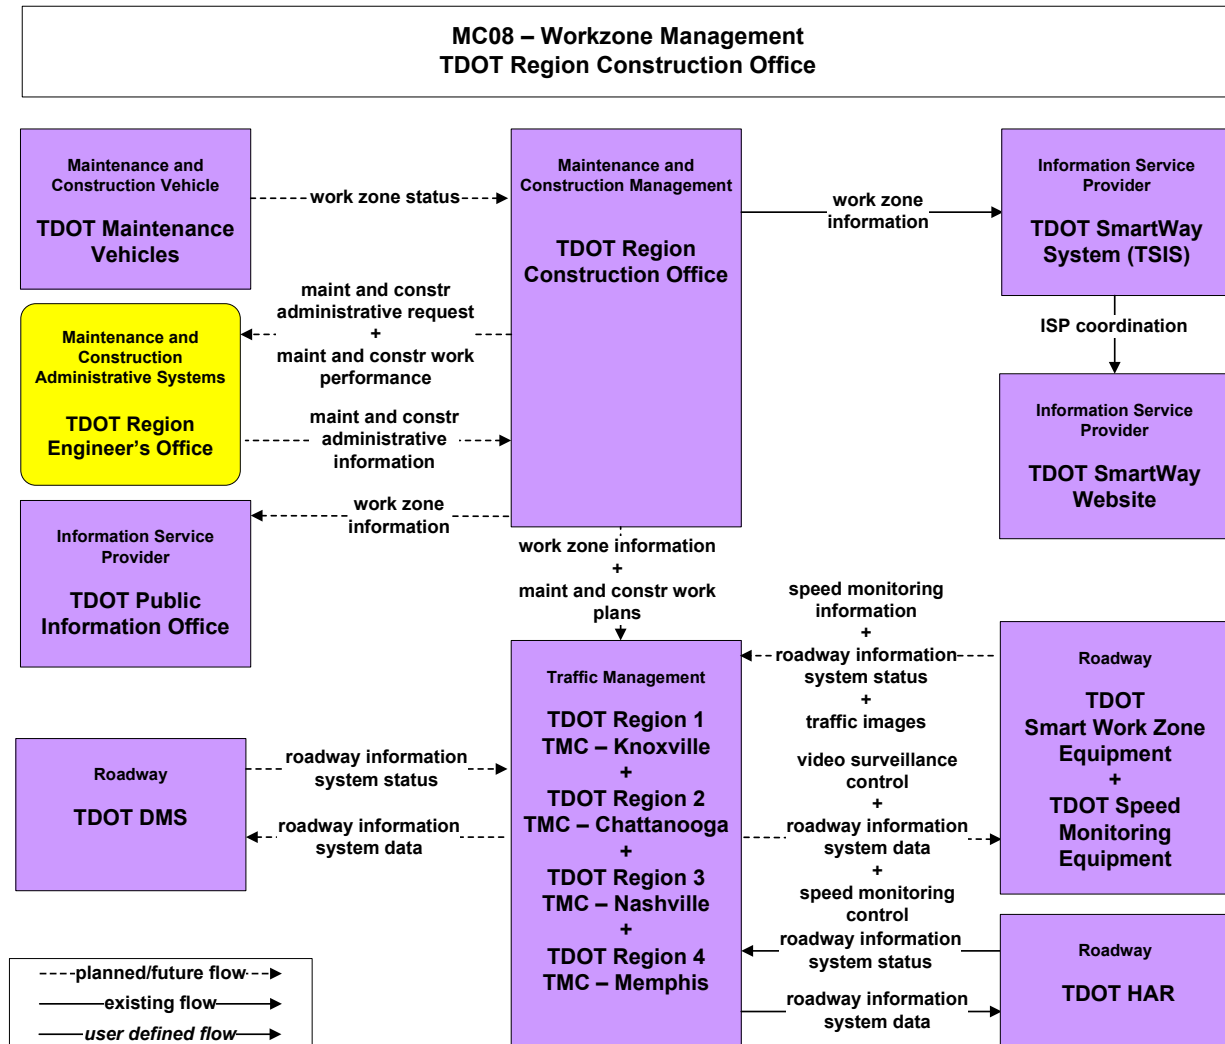 MC08 – Workzone Management
TDOT Region Construction Office
Maintenance and
Construction Vehicle
TDOT Maintenance
Vehicles
work zone status
Maintenance and
Construction Management
TDOT Region
Construction Office
work zone
information
Information Service
Provider
TDOT SmartWay
System (TSIS)
ISP coordination
Information Service
Provider
TDOT SmartWay
Website
maint and constr
administrative request
+
maint and constr work
performance
Maintenance and
Construction
Administrative Systems
TDOT Region
Engineer’s Office
maint and constr
administrative
information
work zone
information
Information Service
Provider
TDOT Public
Information Office
work zone information
+
maint and constr work
plans
speed monitoring
information
+
roadway information
system status
+
traffic images
Traffic Management
TDOT Region 1
TMC – Knoxville
+
TDOT Region 2
TMC – Chattanooga
+
TDOT Region 3
TMC – Nashville
+
TDOT Region 4
TMC – Memphis
Roadway
TDOT
Smart Work Zone
Equipment
+
TDOT Speed
Monitoring
Equipment
Roadway
TDOT DMS
roadway information
system status
roadway information
system data
video surveillance
control
+
roadway information
system data
+
speed monitoring
control
roadway information
system status
roadway information
system data
Roadway
TDOT HAR
planned/future flow
existing flow
user defined flow